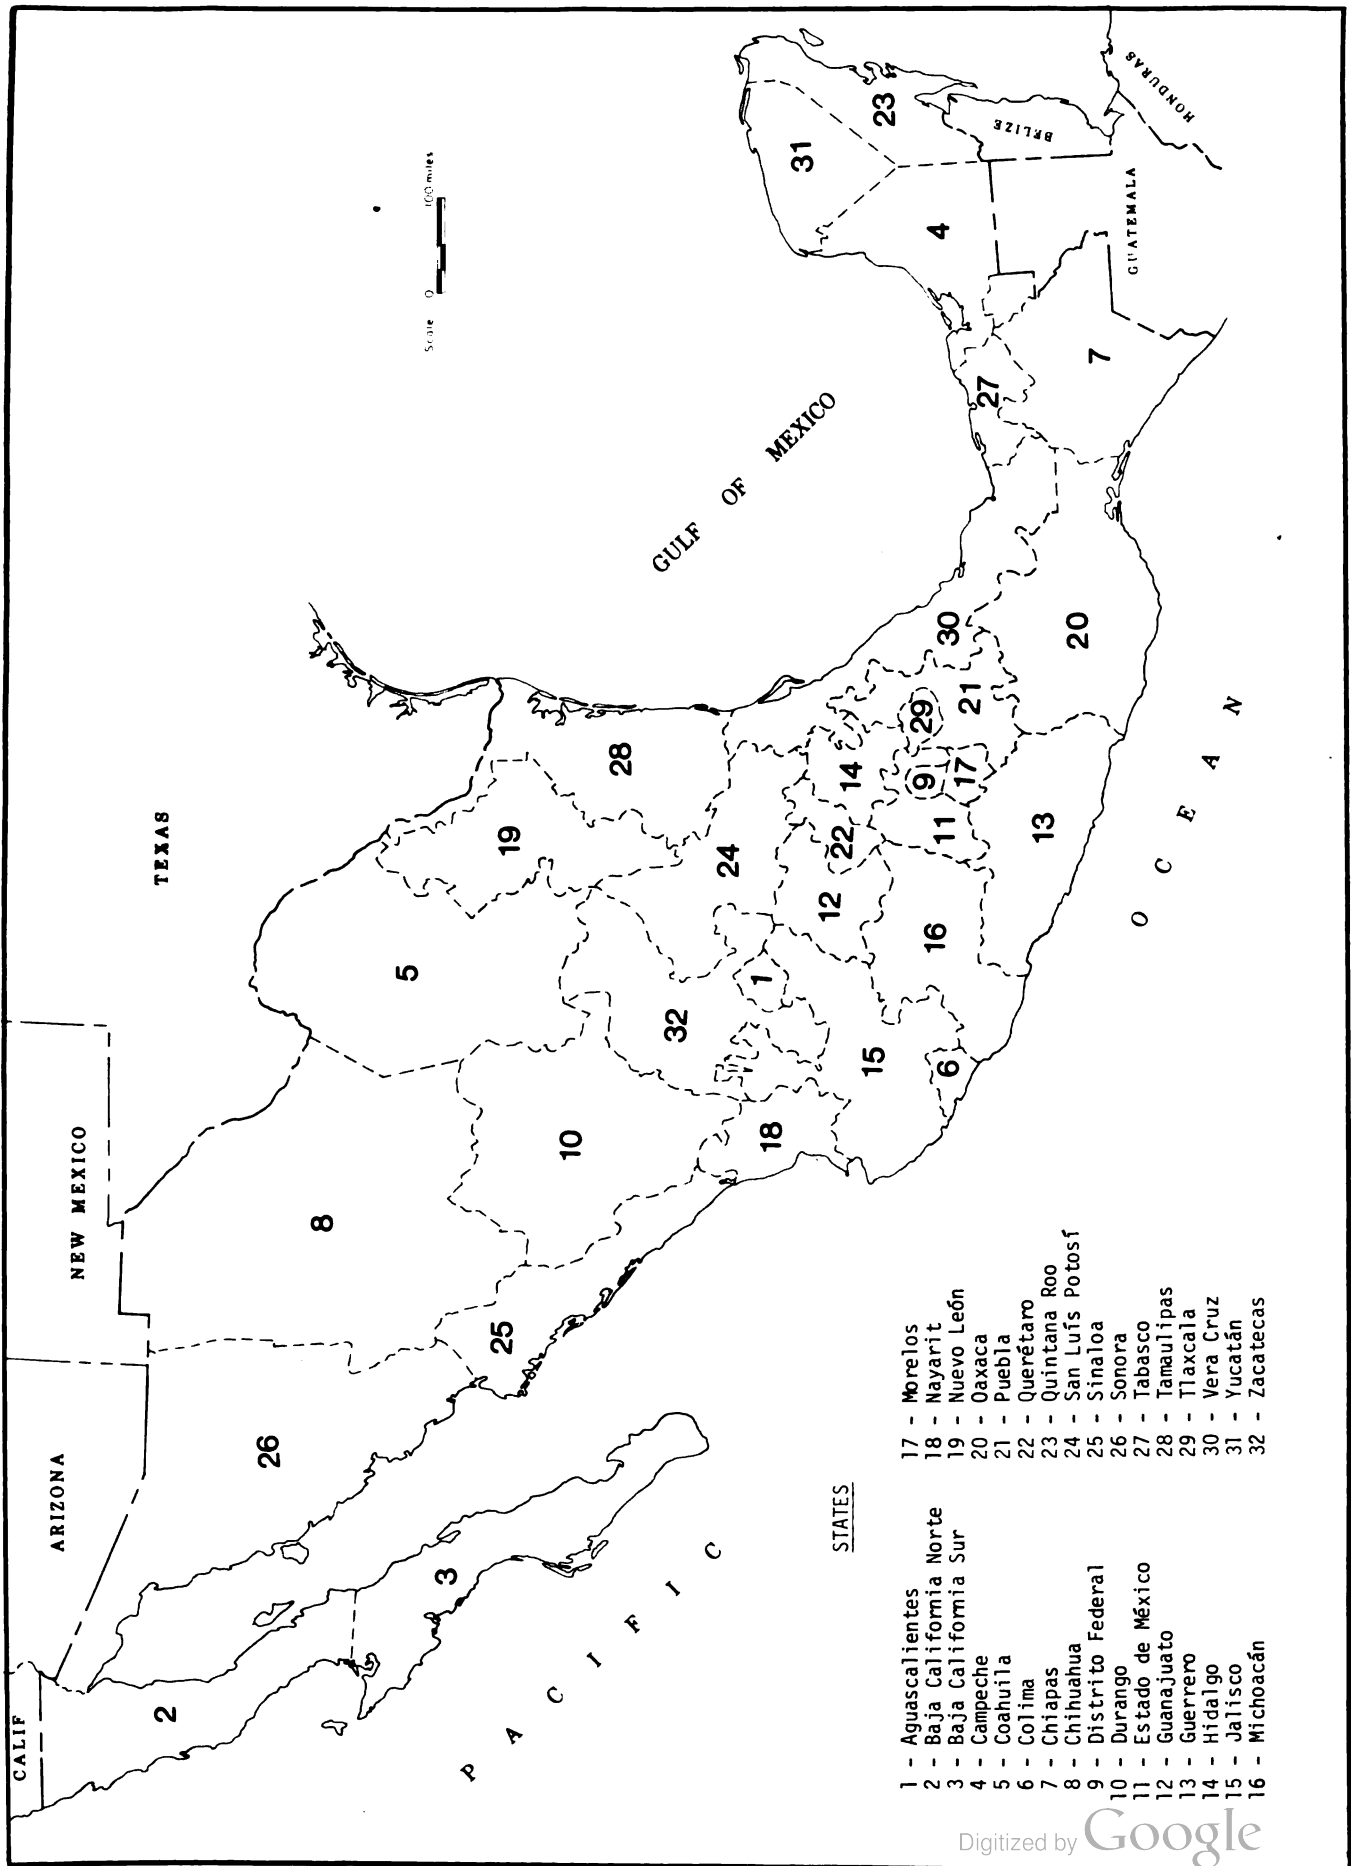 CALIF
ARIZONA
NEW MEXICO
TEXAS
Scale 0 100 miles
GULF OF MEXICO
PACIFIC
OCEAN
BELIZE
HONDURAS
GUATEMALA
2
3
26
8
25
10
5
19
28
32
24
18
1
15
6
12
22
14
16
11
9
17
29
21
30
13
20
27
7
4
31
23
STATES
1 - Aguascalientes
2 - Baja California Norte
3 - Baja California Sur
4 - Campeche
5 - Coahuila
6 - Colima
7 - Chiapas
8 - Chihuahua
9 - Distrito Federal
10 - Durango
11 - Estado de México
12 - Guanajuato
13 - Guerrero
14 - Hidalgo
15 - Jalisco
16 - Michoacán
17 - Morelos
18 - Nayarit
19 - Nuevo León
20 - Oaxaca
21 - Puebla
22 - Querétaro
23 - Quintana Roo
24 - San Luís Potosí
25 - Sinaloa
26 - Sonora
27 - Tabasco
28 - Tamaulipas
29 - Tlaxcala
30 - Vera Cruz
31 - Yucatán
32 - Zacatecas
Digitized by Google